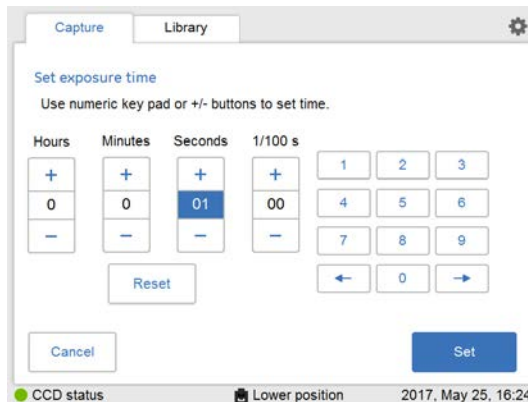 Capture Library
Set exposure time
Use numeric key pad or +/- buttons to set time.
Hours Minutes Seconds 1/100 s
+ + + +
0 0 01 00
− − − −
1 2 3
4 5 6
7 8 9
← 0 →
Reset
Cancel Set
CCD status Lower position 2017, May 25, 16:24